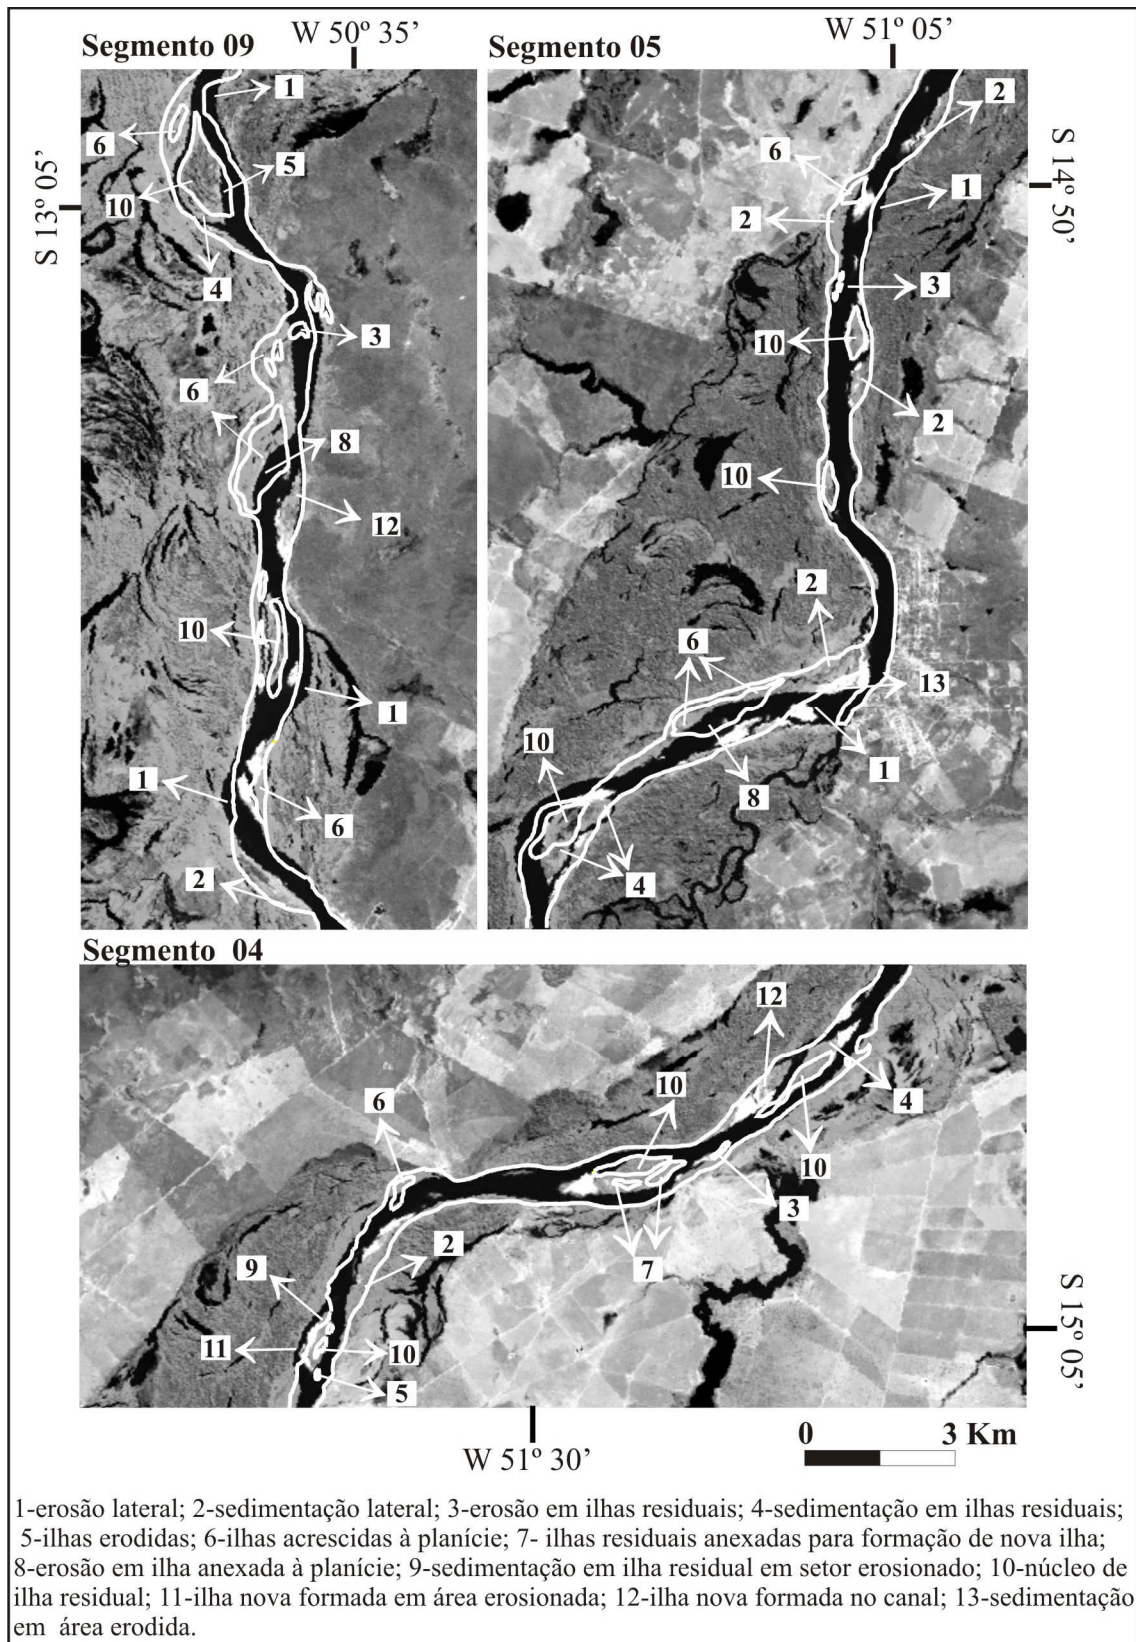 Segmento 09
W 50º 35’
Segmento 05
W 51º 05’
S 13º 05’
1
6
5
10
4
3
6
8
12
10
1
1
6
2
2
6
1
2
3
10
2
10
2
6
13
10
1
8
4
S 14º 50’
Segmento 04
12
10
4
6
10
3
2
7
9
11
10
5
S 15º 05’
W 51º 30’
0 3 Km
1-erosão lateral; 2-sedimentação lateral; 3-erosão em ilhas residuais; 4-sedimentação em ilhas residuais;
5-ilhas erodidas; 6-ilhas acrescidas à planície; 7- ilhas residuais anexadas para formação de nova ilha;
8-erosão em ilha anexada à planície; 9-sedimentação em ilha residual em setor erosionado; 10-núcleo de
ilha residual; 11-ilha nova formada em área erosionada; 12-ilha nova formada no canal; 13-sedimentação
em área erodida.